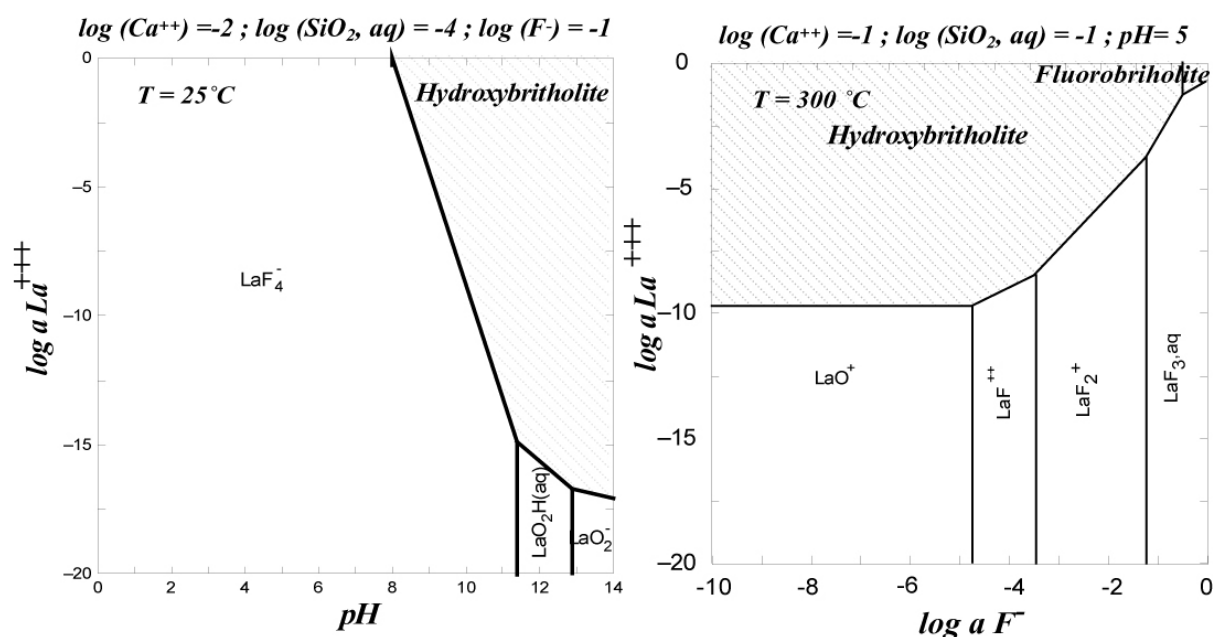 log (Ca++) =-2 ; log (SiO2, aq) = -4 ; log (F-) = -1
0
T = 25°C
Hydroxybritholite
–5
log a La+++
LaF4-
–10
–15
LaO2H(aq)
LaO2-
–20
0 2 4 6 8 10 12 14
pH
log (Ca++) =-1 ; log (SiO2, aq) = -1 ; pH= 5
0
Fluorobriholite
T = 300 °C
Hydroxybritholite
–5
log a La+++
–10
LaO+
LaF++
LaF2+
LaF3,aq
–15
–20
-10 -8 -6 -4 -2 0
log a F-